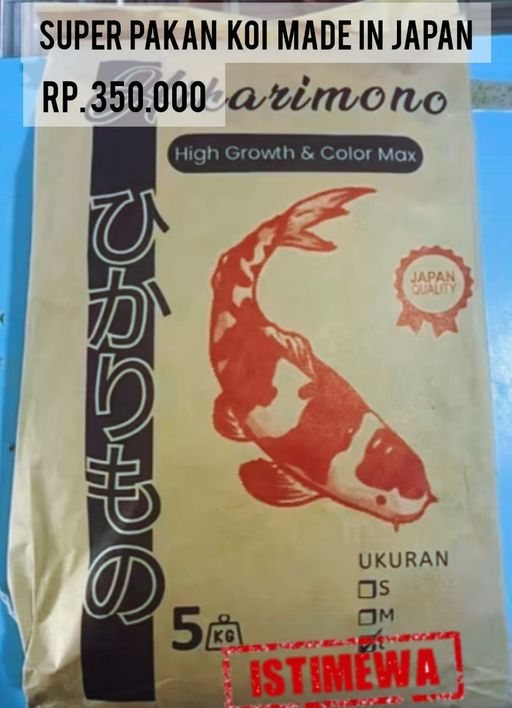 SUPER PAKAN KOI MADE IN JAPAN
RP. 350.000
Hikarimono
High Growth & Color Max
ひかりもの
JAPAN
QUALITY
UKURAN
S
M
L
5 KG
ISTIMEWA